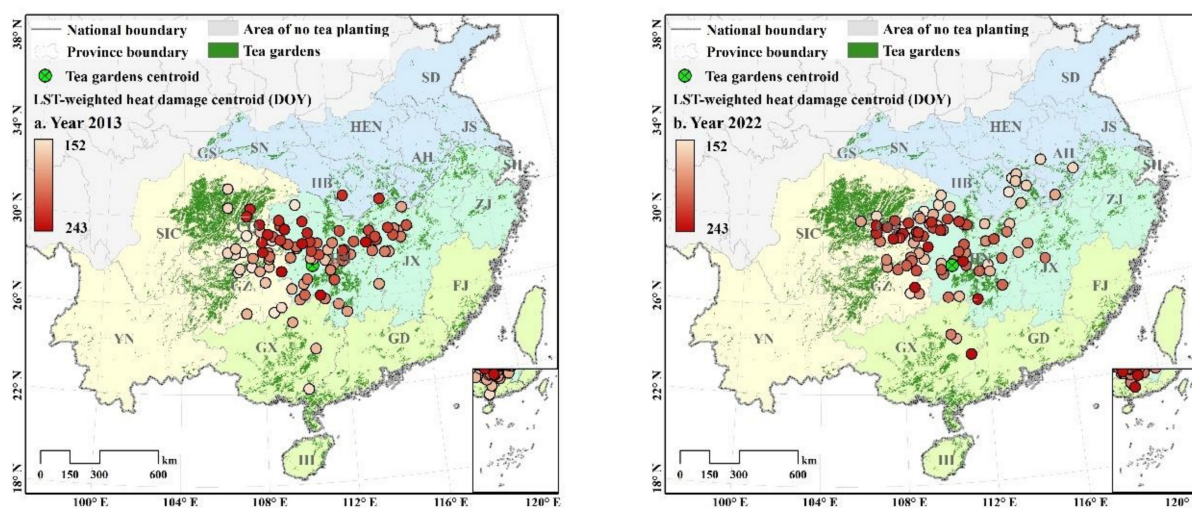 National boundary
Area of no tea planting
Province boundary
Tea gardens
Tea gardens centroid
LST-weighted heat damage centroid (DOY)
a. Year 2013
152
243
38° N
34° N
30° N
26° N
22° N
18° N
SD
HEN
JS
GS
SN
AH
SH
HB
ZJ
SIC
JX
GZ
FJ
YN
GX
GD
HI
0 150 300 600
km
100° E 104° E 108° E 112° E 116° E 120° E
National boundary
Area of no tea planting
Province boundary
Tea gardens
Tea gardens centroid
LST-weighted heat damage centroid (DOY)
b. Year 2022
152
243
38° N
34° N
30° N
26° N
22° N
18° N
SD
HEN
JS
GS
SN
AH
SH
HB
ZJ
SIC
HN
JX
GZ
FJ
YN
GX
GD
HI
0 150 300 600
km
100° E 104° E 108° E 112° E 116° E 120° E